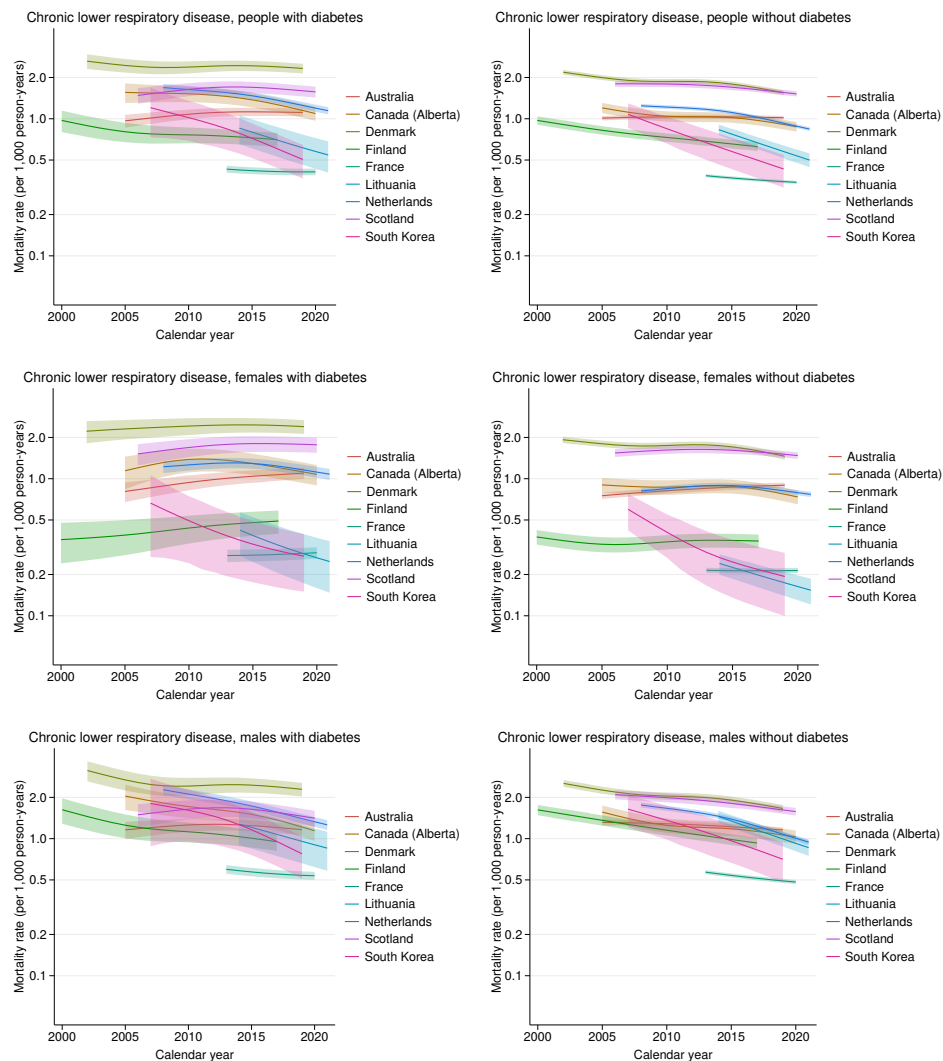 Chronic lower respiratory disease, people with diabetes
Mortality rate (per 1,000 person-years)
2.0
1.0
0.5
0.2
0.1
2000 2005 2010 2015 2020
Calendar year
Australia
Canada (Alberta)
Denmark
Finland
France
Lithuania
Netherlands
Scotland
South Korea
Chronic lower respiratory disease, people without diabetes
Mortality rate (per 1,000 person-years)
2.0
1.0
0.5
0.2
0.1
2000 2005 2010 2015 2020
Calendar year
Australia
Canada (Alberta)
Denmark
Finland
France
Lithuania
Netherlands
Scotland
South Korea
Chronic lower respiratory disease, females with diabetes
Mortality rate (per 1,000 person-years)
2.0
1.0
0.5
0.2
0.1
2000 2005 2010 2015 2020
Calendar year
Australia
Canada (Alberta)
Denmark
Finland
France
Lithuania
Netherlands
Scotland
South Korea
Chronic lower respiratory disease, females without diabetes
Mortality rate (per 1,000 person-years)
2.0
1.0
0.5
0.2
0.1
2000 2005 2010 2015 2020
Calendar year
Australia
Canada (Alberta)
Denmark
Finland
France
Lithuania
Netherlands
Scotland
South Korea
Chronic lower respiratory disease, males with diabetes
Mortality rate (per 1,000 person-years)
2.0
1.0
0.5
0.2
0.1
2000 2005 2010 2015 2020
Calendar year
Australia
Canada (Alberta)
Denmark
Finland
France
Lithuania
Netherlands
Scotland
South Korea
Chronic lower respiratory disease, males without diabetes
Mortality rate (per 1,000 person-years)
2.0
1.0
0.5
0.2
0.1
2000 2005 2010 2015 2020
Calendar year
Australia
Canada (Alberta)
Denmark
Finland
France
Lithuania
Netherlands
Scotland
South Korea